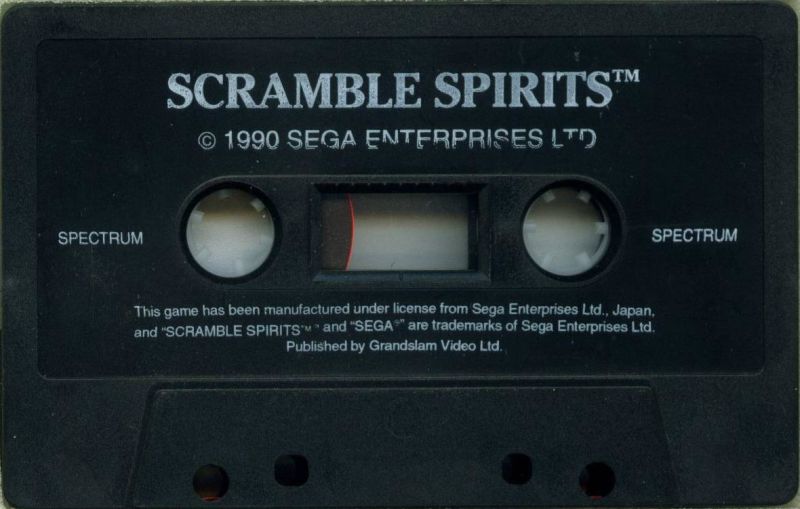 SCRAMBLE SPIRITS™
© 1990 SEGA ENTERPRISES LTD
SPECTRUM
SPECTRUM
This game has been manufactured under license from Sega Enterprises Ltd., Japan,
and "SCRAMBLE SPIRITS™" and "SEGA®" are trademarks of Sega Enterprises Ltd.
Published by Grandslam Video Ltd.